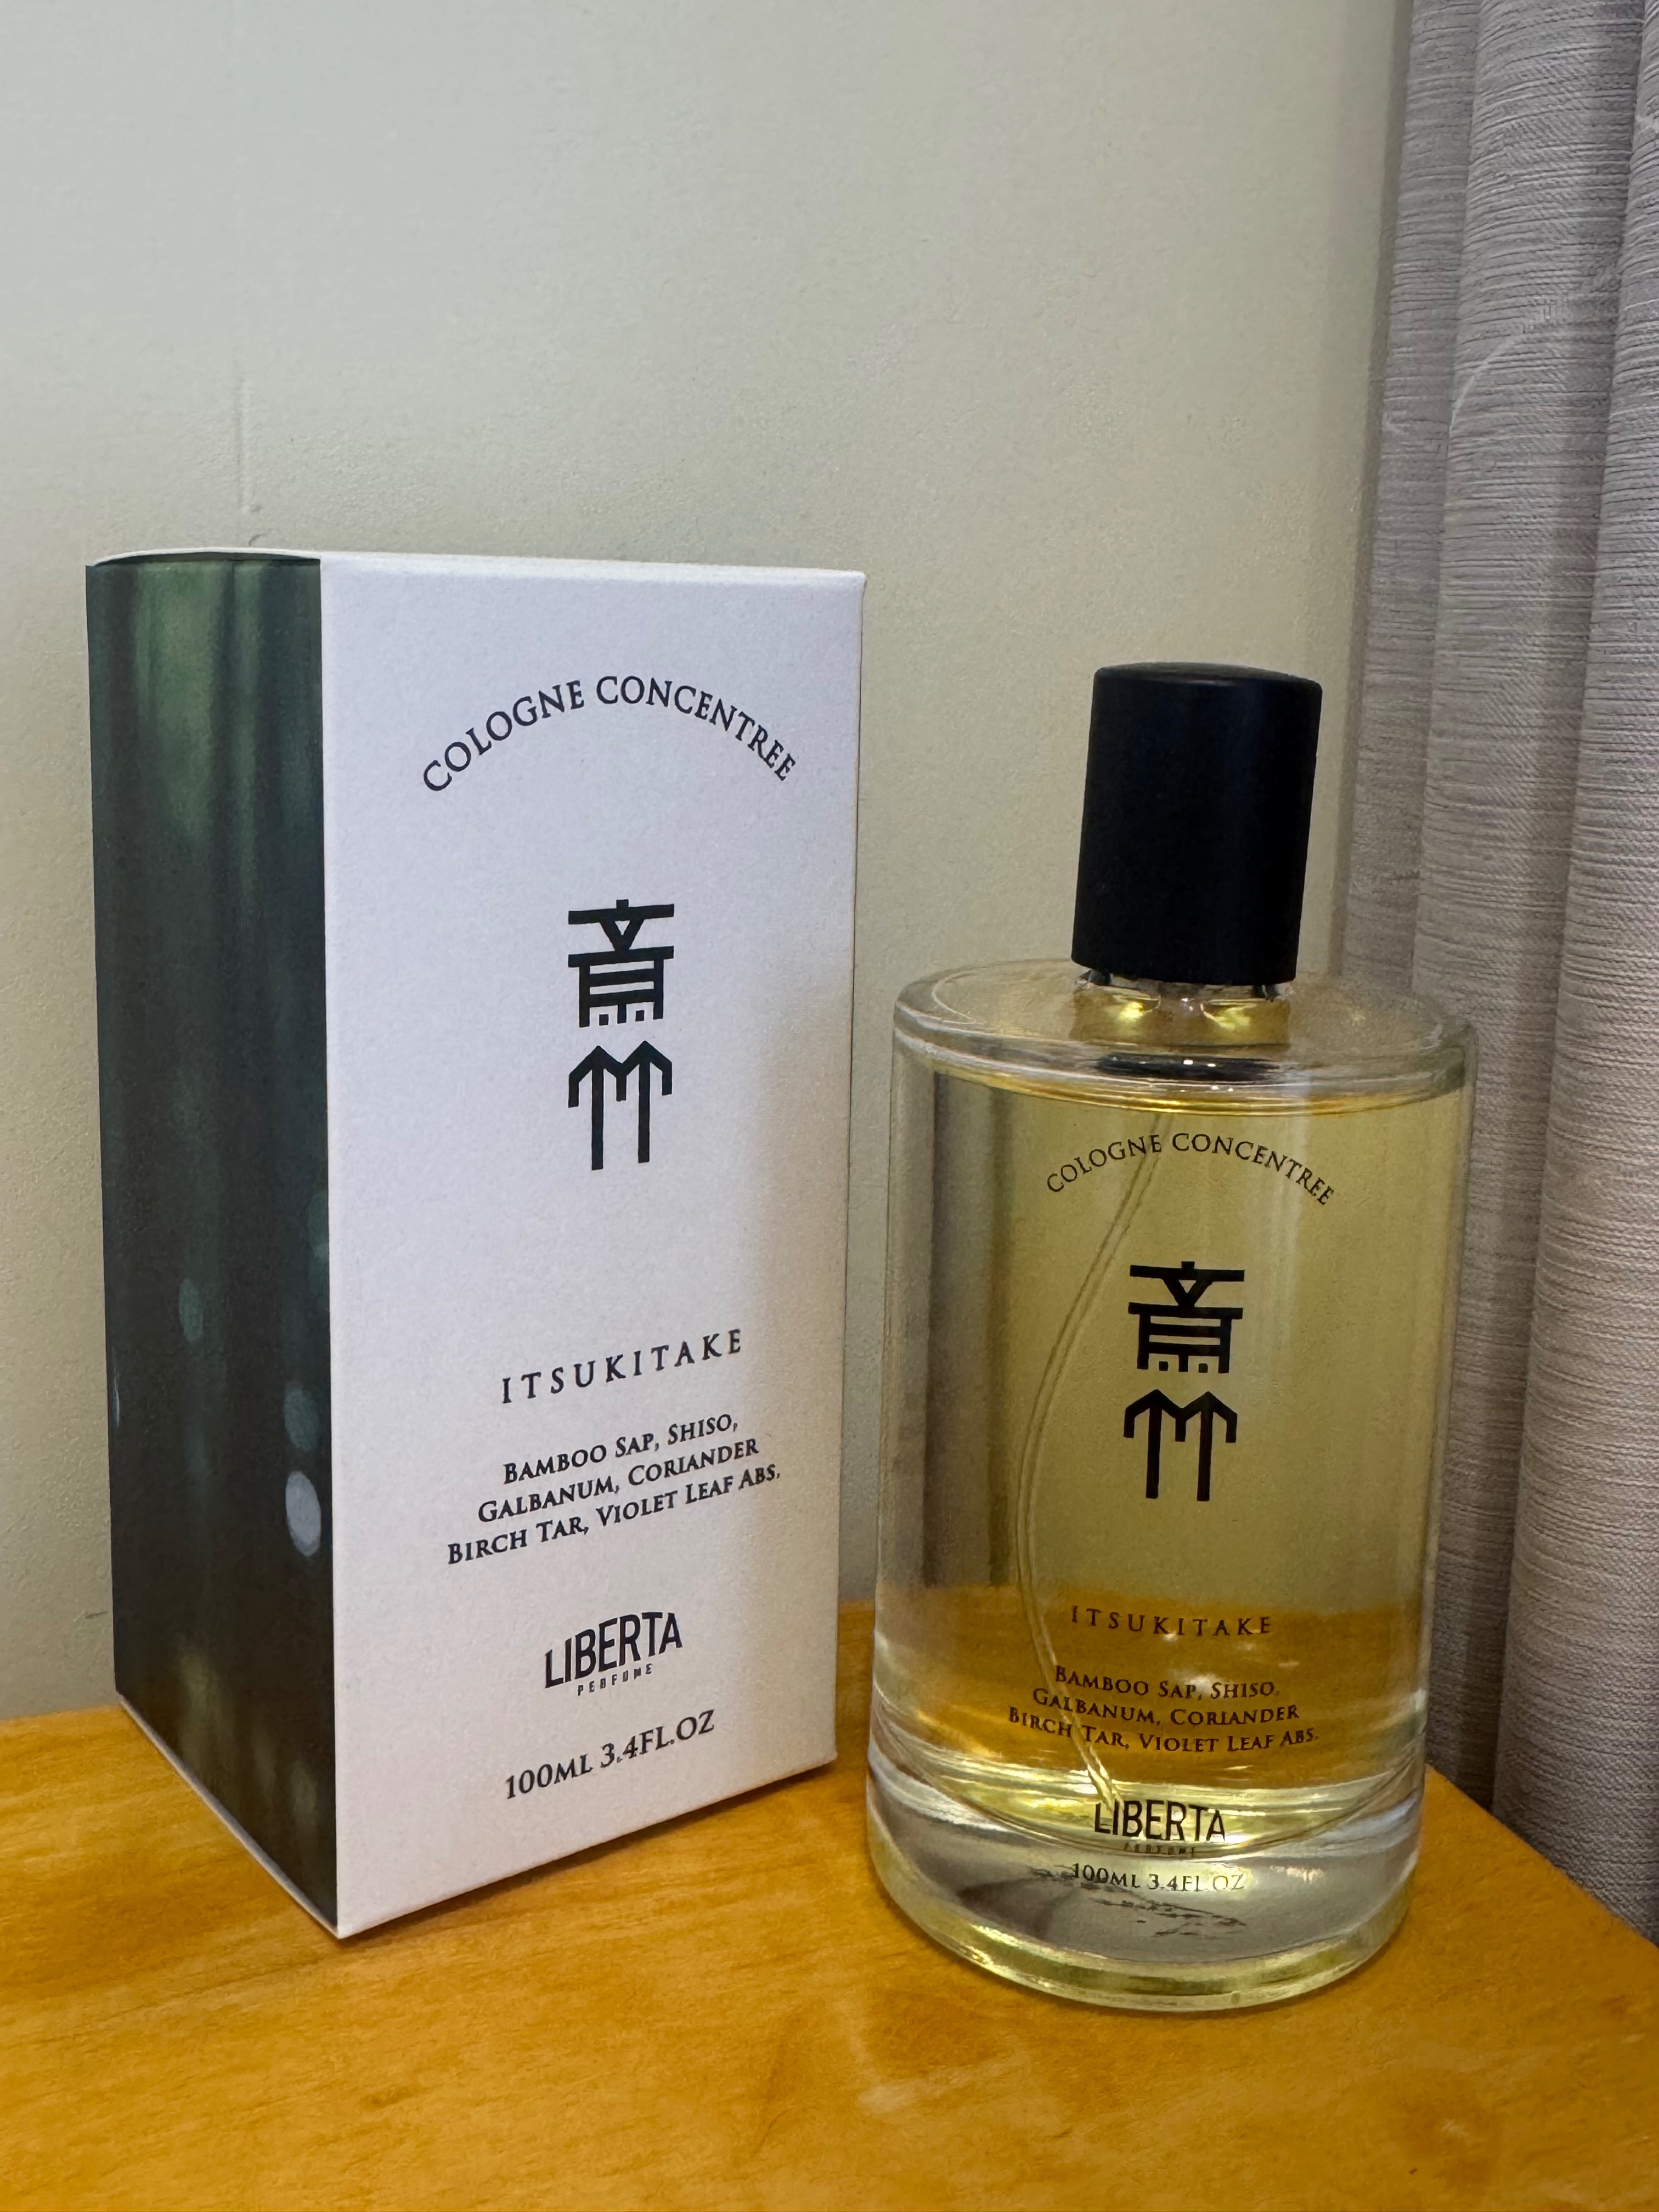 COLOGNE CONCENTREE
斎竹
ITSUKITAKE
BAMBOO SAP, SHISO,
GALBANUM, CORIANDER
BIRCH TAR, VIOLET LEAF ABS.
LIBERTA
PERFUME
100ML 3.4FL.OZ
COLOGNE CONCENTREE
斎竹
ITSUKITAKE
BAMBOO SAP, SHISO,
GALBANUM, CORIANDER
BIRCH TAR, VIOLET LEAF ABS.
LIBERTA
PERFUME
100ML 3.4FL.OZ